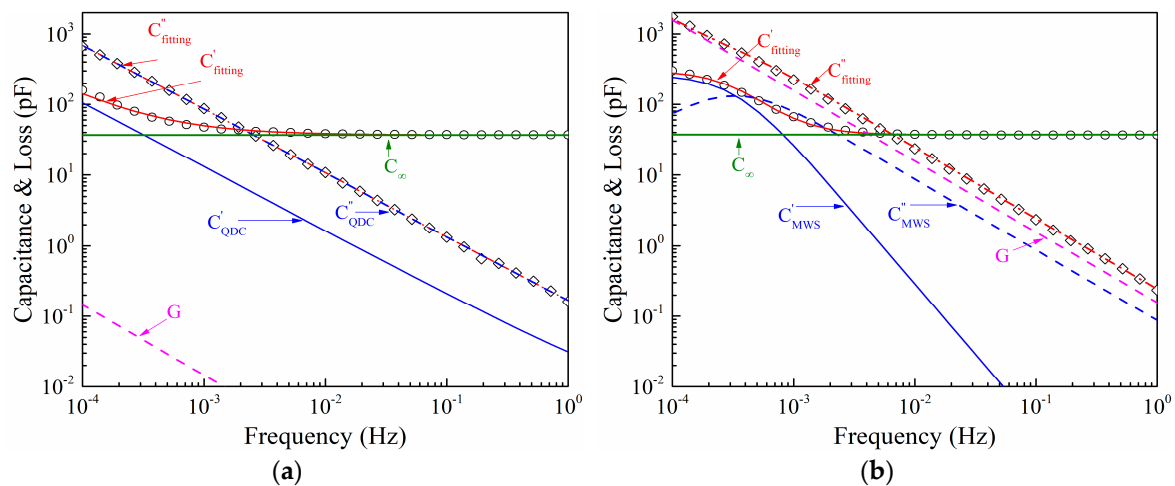 Capacitance & Loss (pF)
10³
10²
10¹
10⁰
10⁻¹
10⁻²
C''fitting
C'fitting
C∞
C'QDC
C''QDC
G
10⁻⁴ 10⁻³ 10⁻² 10⁻¹ 10⁰
Frequency (Hz)
(a)
Capacitance & Loss (pF)
10³
10²
10¹
10⁰
10⁻¹
10⁻²
C'fitting
C''fitting
C∞
C'MWS
C''MWS
G
10⁻⁴ 10⁻³ 10⁻² 10⁻¹ 10⁰
Frequency (Hz)
(b)